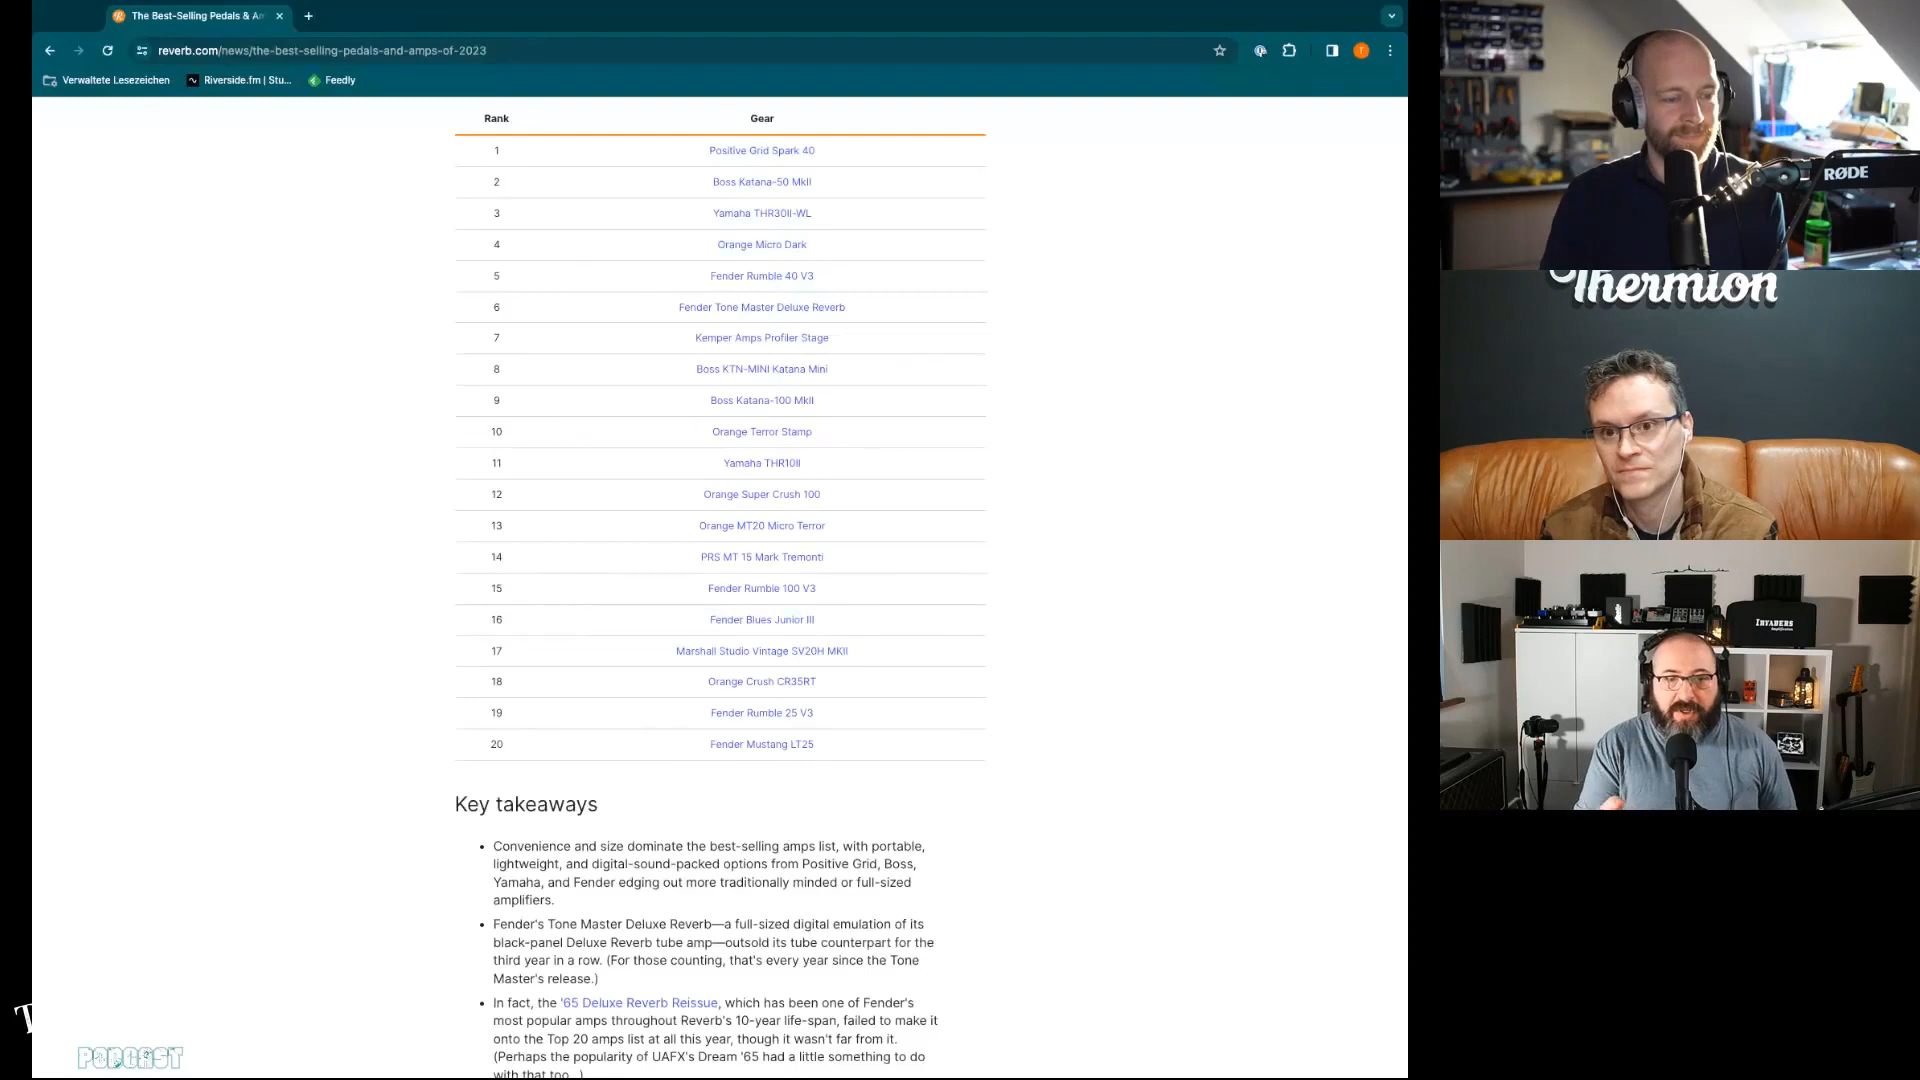 The Best-Selling Pedals & An
reverb.com/news/the-best-selling-pedals-and-amps-of-2023
Verwaltete Lesezeichen
Riverside.fm | Stu...
Feedly
Rank Gear
1 Positive Grid Spark 40
2 Boss Katana-50 MkII
3 Yamaha THR30II-WL
4 Orange Micro Dark
5 Fender Rumble 40 V3
6 Fender Tone Master Deluxe Reverb
7 Kemper Amps Profiler Stage
8 Boss KTN-MINI Katana Mini
9 Boss Katana-100 MkII
10 Orange Terror Stamp
11 Yamaha THR10II
12 Orange Super Crush 100
13 Orange MT20 Micro Terror
14 PRS MT 15 Mark Tremonti
15 Fender Rumble 100 V3
16 Fender Blues Junior III
17 Marshall Studio Vintage SV20H MKII
18 Orange Crush CR35RT
19 Fender Rumble 25 V3
20 Fender Mustang LT25
Key takeaways
• Convenience and size dominate the best-selling amps list, with portable,
lightweight, and digital-sound-packed options from Positive Grid, Boss,
Yamaha, and Fender edging out more traditionally minded or full-sized
amplifiers.
• Fender's Tone Master Deluxe Reverb—a full-sized digital emulation of its
black-panel Deluxe Reverb tube amp—outsold its tube counterpart for the
third year in a row. (For those counting, that's every year since the Tone
Master's release.)
• In fact, the '65 Deluxe Reverb Reissue, which has been one of Fender's
most popular amps throughout Reverb's 10-year life-span, failed to make it
onto the Top 20 amps list at all this year, though it wasn't far from it.
(Perhaps the popularity of UAFX's Dream '65 had a little something to do
with that too...)
T
PODCAST
RØDE
Thermion
INVADERS